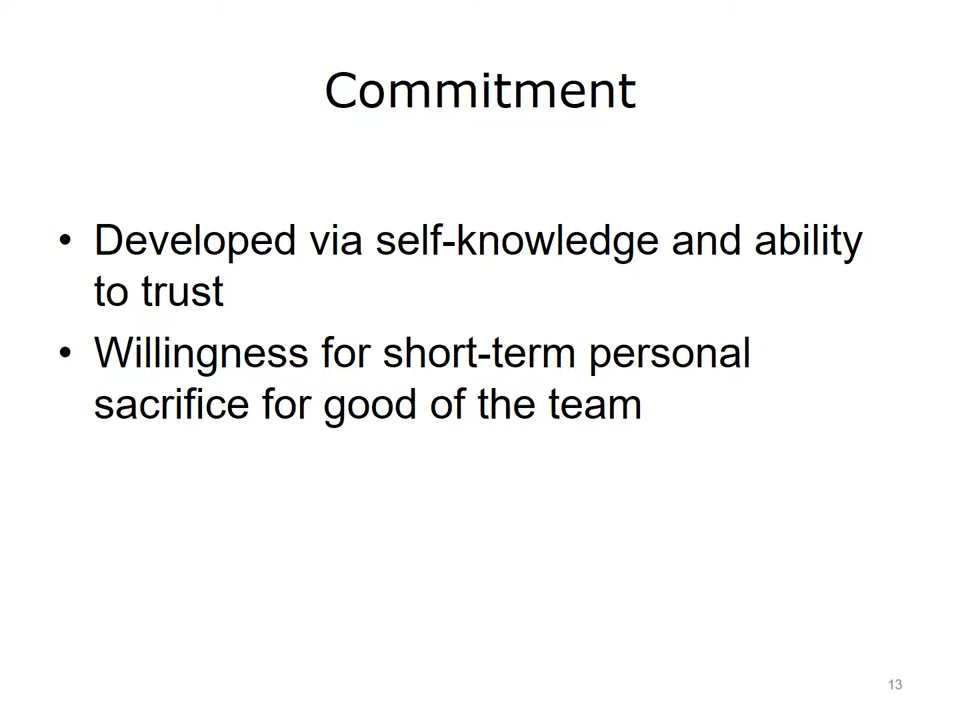 Commitment
• Developed via self-knowledge and ability
to trust
• Willingness for short-term personal
sacrifice for good of the team
13